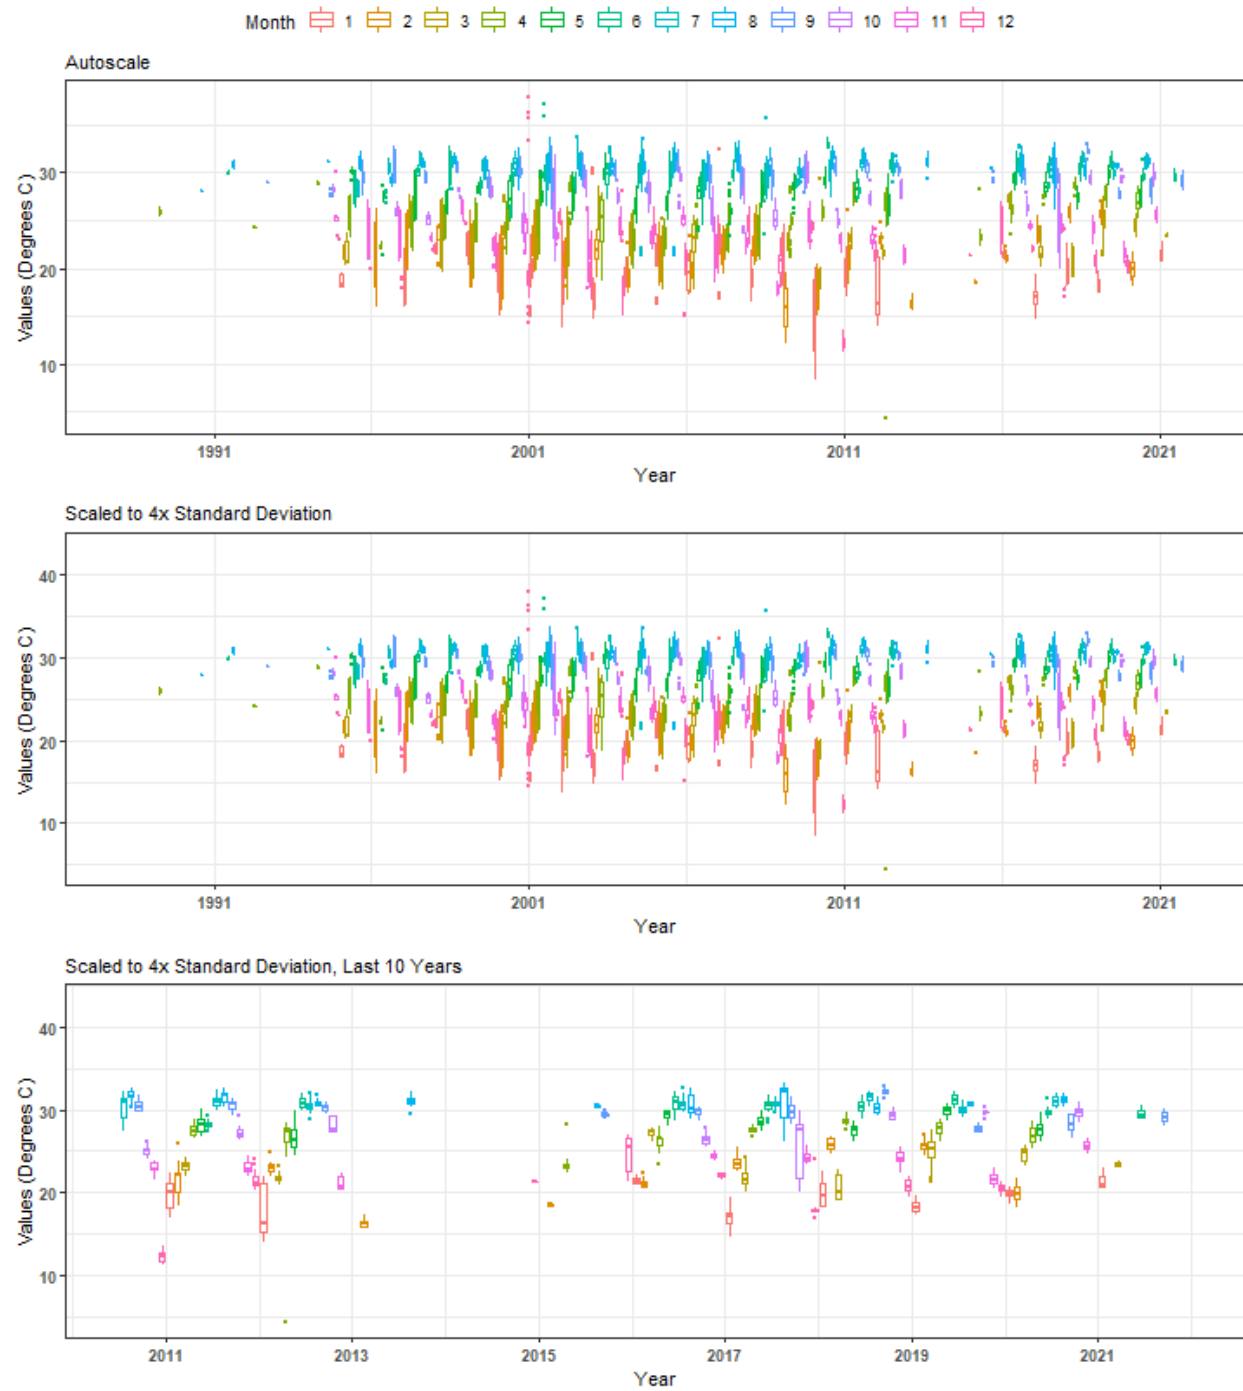 Month 1 2 3 4 5 6 7 8 9 10 11 12
Autoscale
Values (Degrees C)
30
20
10
1991 2001 2011 2021
Year
Scaled to 4x Standard Deviation
Values (Degrees C)
40
30
20
10
1991 2001 2011 2021
Year
Scaled to 4x Standard Deviation, Last 10 Years
Values (Degrees C)
40
30
20
10
2011 2013 2015 2017 2019 2021
Year